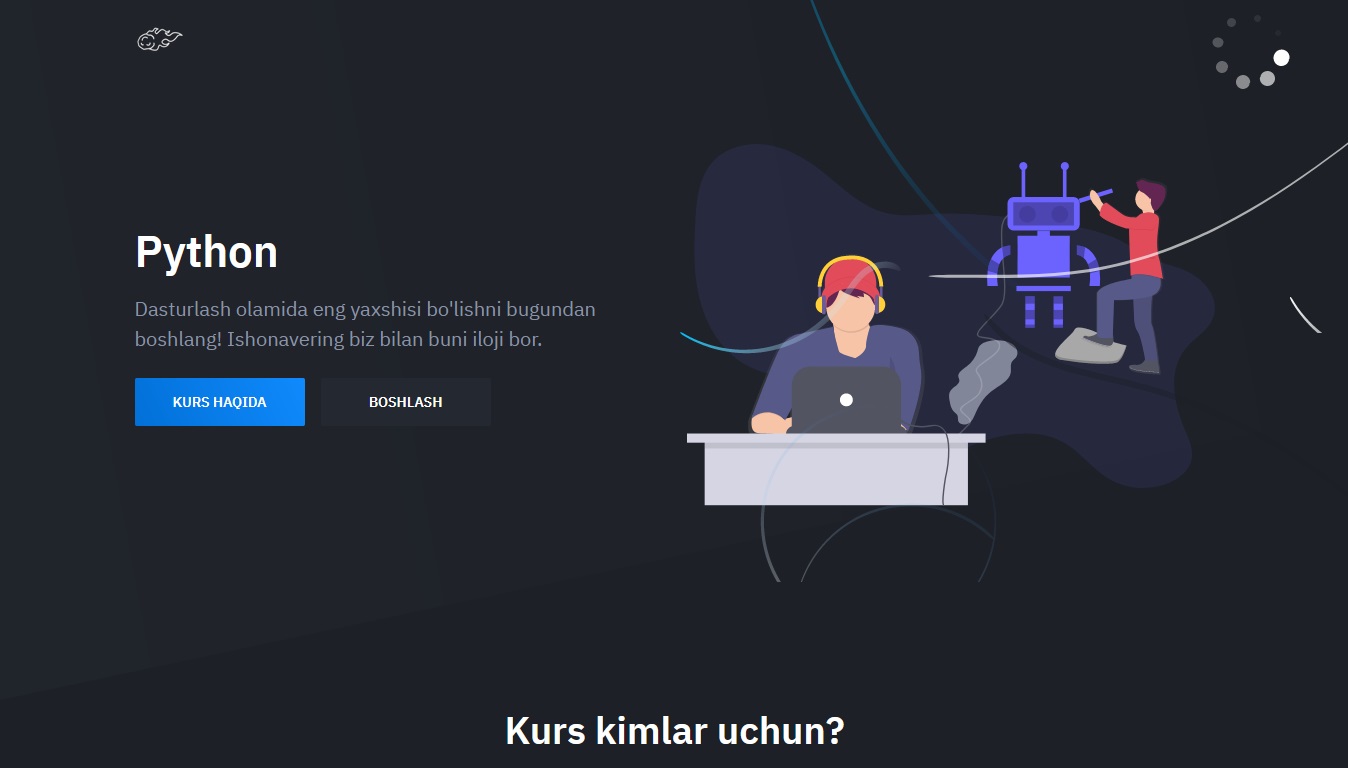 Python
Dasturlash olamida eng yaxshisi bo'lishni bugundan
boshlang! Ishonavering biz bilan buni iloji bor.
KURS HAQIDA
BOSHLASH
Kurs kimlar uchun?